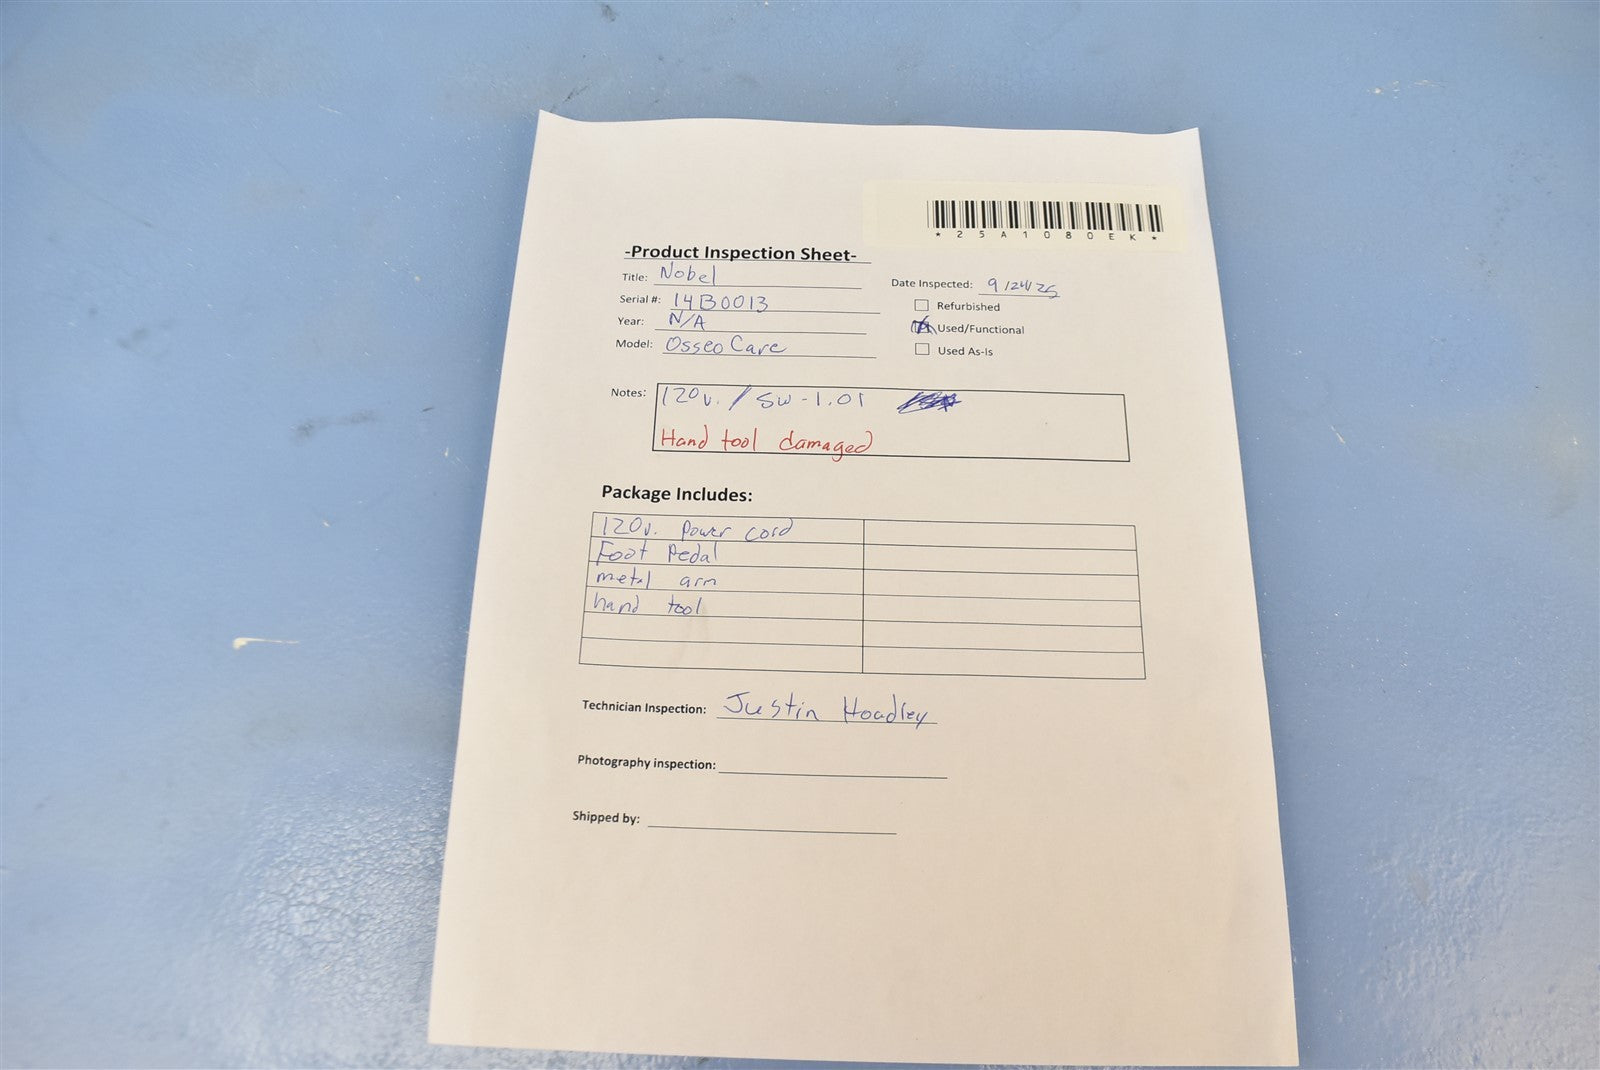 *25A1080EK*
-Product Inspection Sheet-
Title: Nobel
Date Inspected: 9/24/25
Serial #: 14B0013
Refurbished
Year: N/A
Used/Functional
Model: Osseo Care
Used As-Is
Notes: 120v. / SW-1.01
Hand tool damaged
Package Includes:
120v. Power cord
Foot Pedal
metal arm
hand tool
Technician Inspection: Justin Hoadley
Photography inspection:
Shipped by: